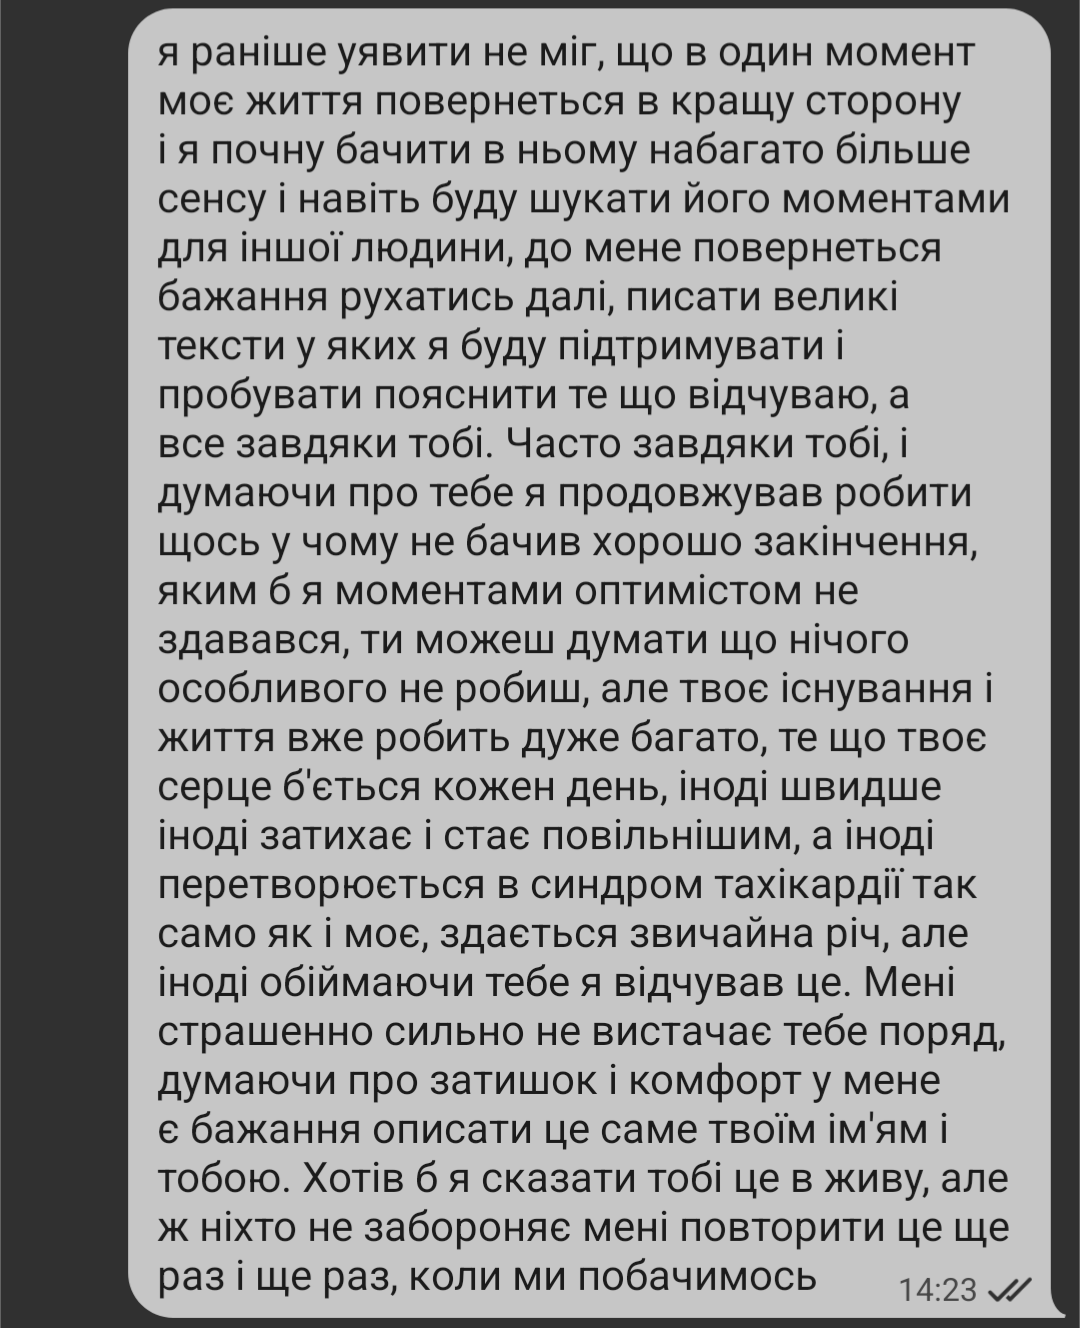 я раніше уявити не міг, що в один момент
моє життя повернеться в кращу сторону
і я почну бачити в ньому набагато більше
сенсу і навіть буду шукати його моментами
для іншої людини, до мене повернеться
бажання рухатись далі, писати великі
тексти у яких я буду підтримувати і
пробувати пояснити те що відчуваю, а
все завдяки тобі. Часто завдяки тобі, і
думаючи про тебе я продовжував робити
щось у чому не бачив хорошо закінчення,
яким б я моментами оптимістом не
здавався, ти можеш думати що нічого
особливого не робиш, але твоє існування і
життя вже робить дуже багато, те що твоє
серце б'ється кожен день, іноді швидше
іноді затихає і стає повільнішим, а іноді
перетворюється в синдром тахікардії так
само як і моє, здається звичайна річ, але
іноді обіймаючи тебе я відчував це. Мені
страшенно сильно не вистачає тебе поряд,
думаючи про затишок і комфорт у мене
є бажання описати це саме твоїм ім'ям і
тобою. Хотів б я сказати тобі це в живу, але
ж ніхто не забороняє мені повторити це ще
раз і ще раз, коли ми побачимось
14:23